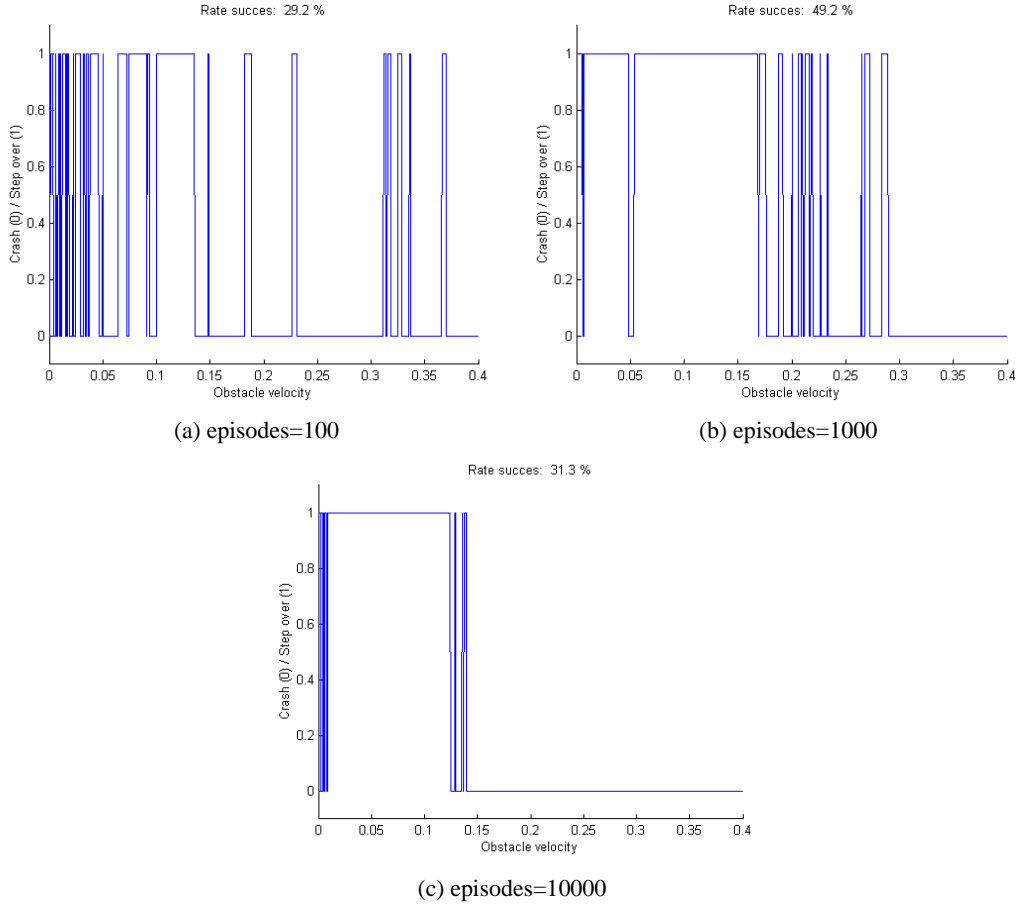 Rate succes: 29.2 %
Crash (0) / Step over (1)
1
0.8
0.6
0.4
0.2
0
0 0.05 0.1 0.15 0.2 0.25 0.3 0.35 0.4
Obstacle velocity
(a) episodes=100
Rate succes: 49.2 %
Crash (0) / Step over (1)
1
0.8
0.6
0.4
0.2
0
0 0.05 0.1 0.15 0.2 0.25 0.3 0.35 0.4
Obstacle velocity
(b) episodes=1000
Rate succes: 31.3 %
Crash (0) / Step over (1)
1
0.8
0.6
0.4
0.2
0
0 0.05 0.1 0.15 0.2 0.25 0.3 0.35 0.4
Obstacle velocity
(c) episodes=10000